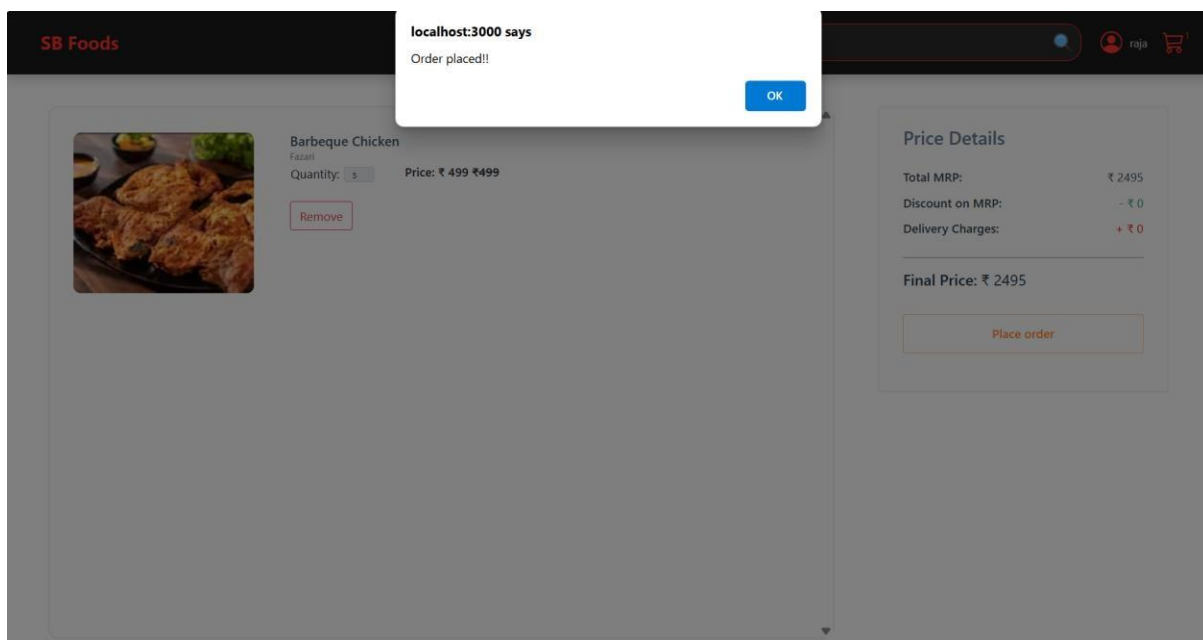 localhost:3000 says
Order placed!!
OK
SB Foods
raja
1
Barbeque Chicken
Fazari
Quantity: 5
Price: ₹ 499 ₹499
Remove
Price Details
Total MRP: ₹ 2495
Discount on MRP: - ₹ 0
Delivery Charges: + ₹ 0
Final Price: ₹ 2495
Place order